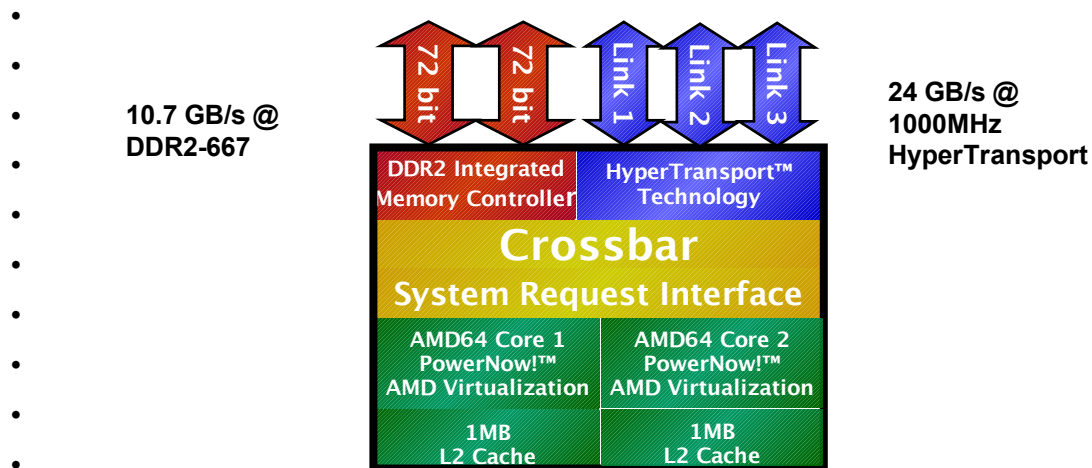 72 bit
72 bit
Link 1
Link 2
Link 3
10.7 GB/s @
DDR2-667
24 GB/s @
1000MHz
HyperTransport
DDR2 Integrated
Memory Controller
HyperTransport™
Technology
Crossbar
System Request Interface
AMD64 Core 1
PowerNow!™
AMD Virtualization
AMD64 Core 2
PowerNow!™
AMD Virtualization
1MB
L2 Cache
1MB
L2 Cache